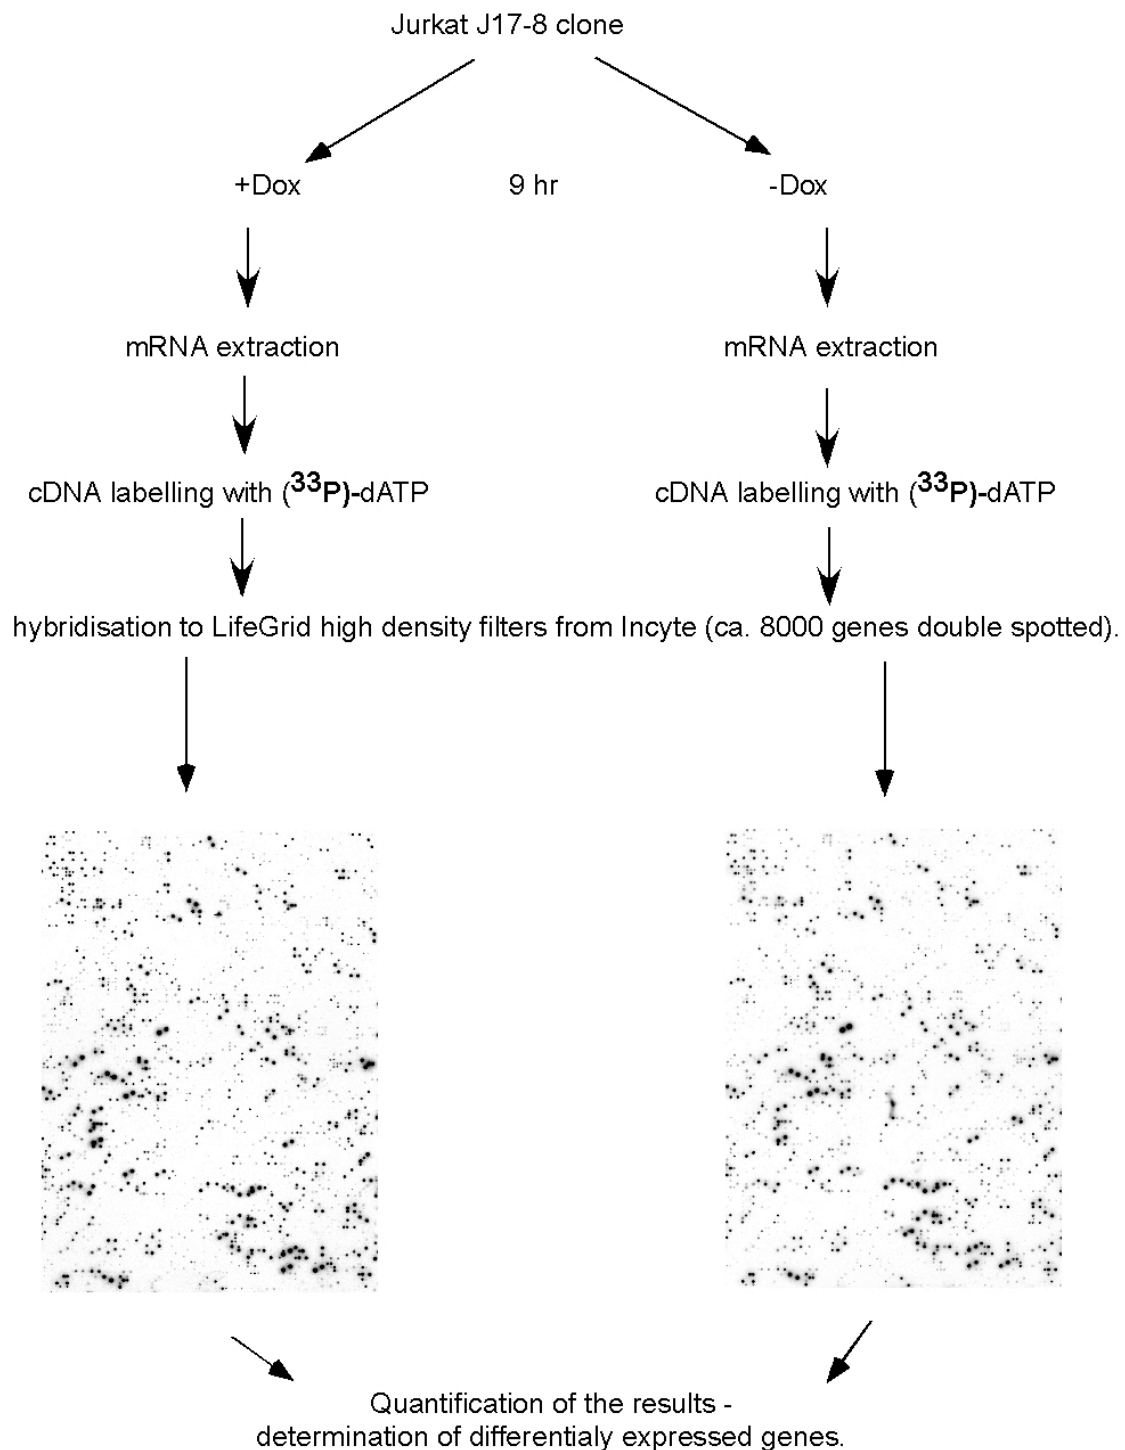 Jurkat J17-8 clone
+Dox 9 hr -Dox
mRNA extraction mRNA extraction
cDNA labelling with (33P)-dATP cDNA labelling with (33P)-dATP
hybridisation to LifeGrid high density filters from Incyte (ca. 8000 genes double spotted).
Quantification of the results -
determination of differentialy expressed genes.